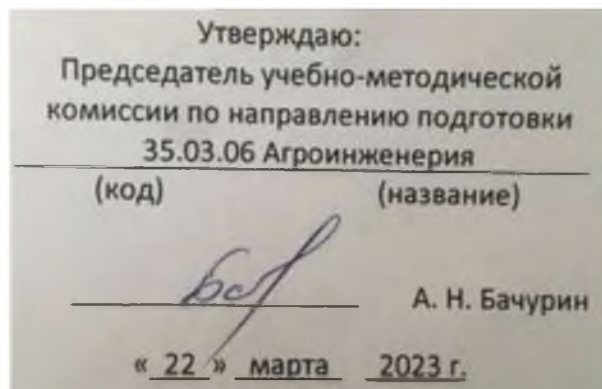 Утверждаю:
Председатель учебно-методической
комиссии по направлению подготовки
35.03.06 Агроинженерия
(код) (название)
А. Н. Бачурин
« 22 » марта 2023 г.